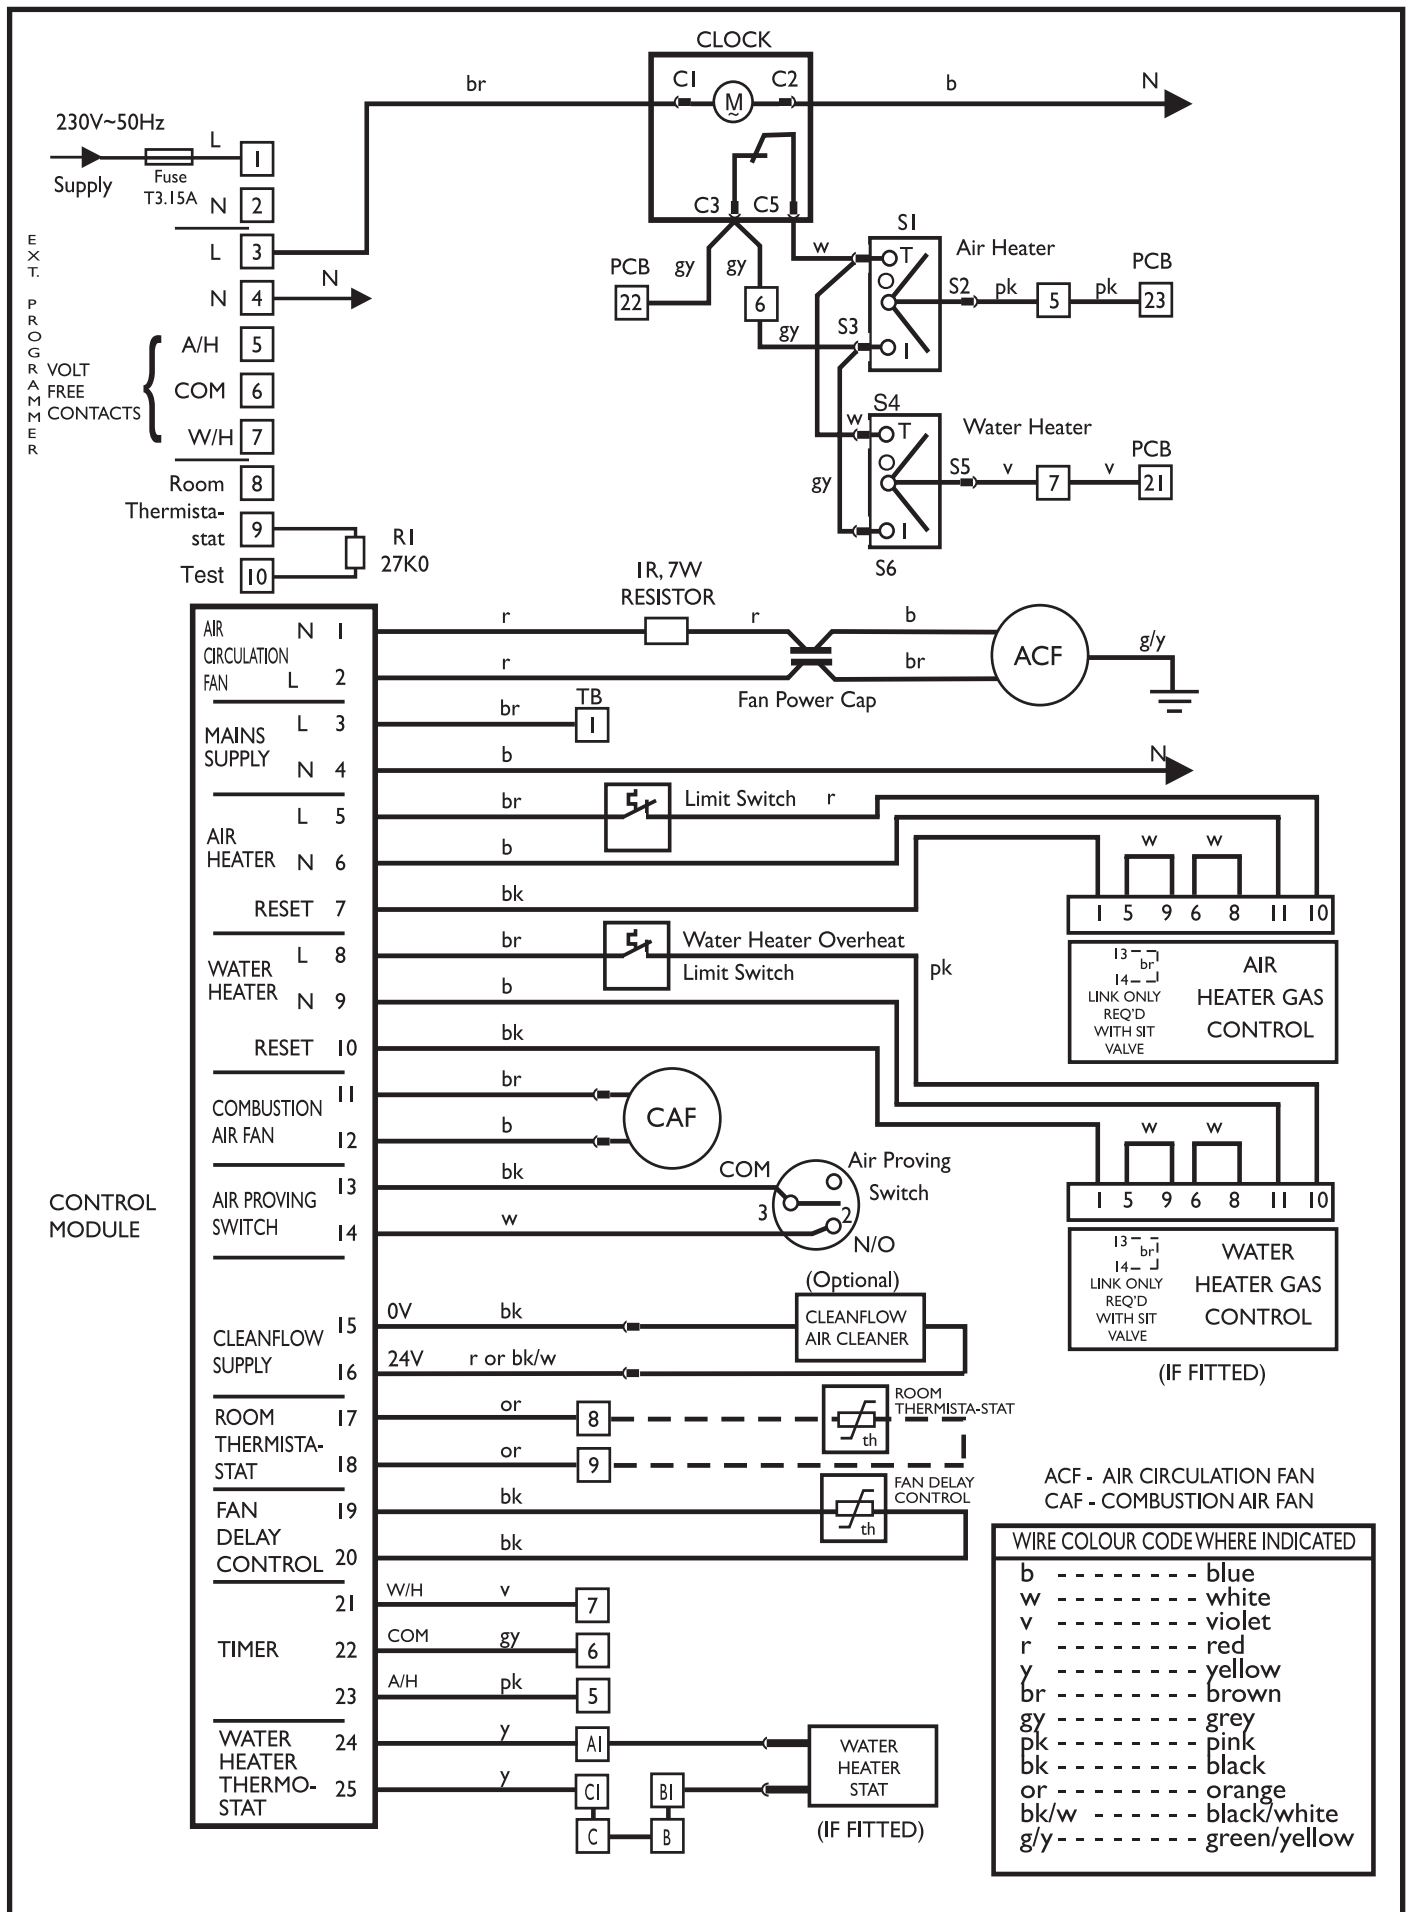 CLOCK
br
C1
C2
M
~
b
N
230V~50Hz
L
1
Supply
Fuse
T3.15A
N
2
C3
C5
EXT. PROGRAMMER
L
3
N
4
N
A/H
5
VOLT
FREE
CONTACTS
COM
6
W/H
7
Room
8
Thermista-
stat
9
Test
10
R1
27K0
PCB
22
gy
gy
6
gy
w
S1
T
Air Heater
S2
pk
5
pk
PCB
23
S3
I
S4
w
T
Water Heater
S5
v
7
v
PCB
21
gy
I
S6
CONTROL
MODULE
AIR
CIRCULATION
FAN
N 1
L 2
r
1R, 7W
RESISTOR
r
b
r
br
Fan Power Cap
ACF
g/y
MAINS
SUPPLY
L 3
N 4
br
TB
1
b
N
AIR
HEATER
L 5
N 6
RESET 7
br
Limit Switch
r
b
bk
w
w
1 5 9 6 8 11 10
13
br
14
LINK ONLY
REQ'D
WITH SIT
VALVE
AIR
HEATER GAS
CONTROL
WATER
HEATER
L 8
N 9
RESET 10
br
Water Heater Overheat
Limit Switch
pk
b
bk
COMBUSTION
AIR FAN
11
12
br
b
CAF
w
w
1 5 9 6 8 11 10
13
br
14
LINK ONLY
REQ'D
WITH SIT
VALVE
WATER
HEATER GAS
CONTROL
(IF FITTED)
AIR PROVING
SWITCH
13
14
bk
w
COM
3
2
N/O
Air Proving
Switch
CLEANFLOW
SUPPLY
15
16
0V
bk
24V
r or bk/w
(Optional)
CLEANFLOW
AIR CLEANER
ROOM
THERMISTA-
STAT
17
18
or
8
or
9
th
ROOM
THERMISTA-STAT
FAN
DELAY
CONTROL
19
20
bk
bk
th
FAN DELAY
CONTROL
TIMER
21
22
23
W/H
v
7
COM
gy
6
A/H
pk
5
WATER
HEATER
THERMO-
STAT
24
25
y
A1
y
C1
B1
C
B
WATER
HEATER
STAT
(IF FITTED)
ACF - AIR CIRCULATION FAN
CAF - COMBUSTION AIR FAN
WIRE COLOUR CODE WHERE INDICATED
b - - - - - - - - blue
w - - - - - - - - white
v - - - - - - - - violet
r - - - - - - - - red
y - - - - - - - - yellow
br - - - - - - - - brown
gy - - - - - - - - grey
pk - - - - - - - - pink
bk - - - - - - - - black
or - - - - - - - - orange
bk/w - - - - - - black/white
g/y - - - - - - - - green/yellow